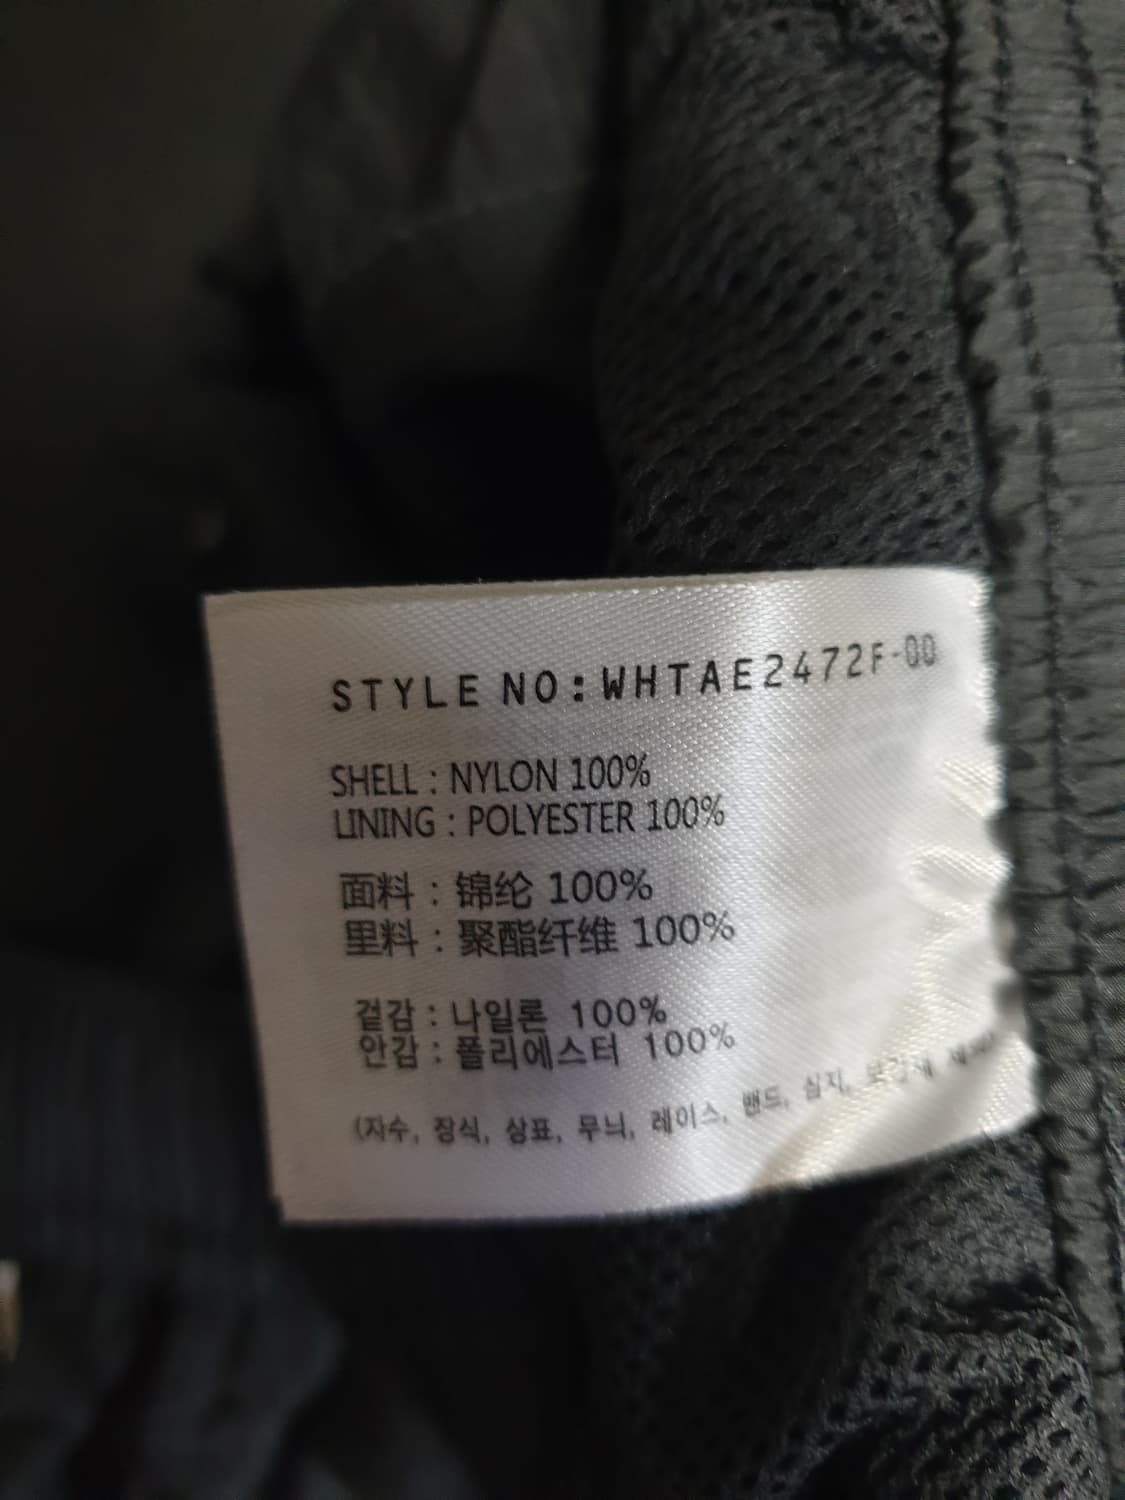 STYLE NO: WHTAE2472F-00
SHELL : NYLON 100%
LINING : POLYESTER 100%
面料 : 锦纶 100%
里料 : 聚酯纤维 100%
겉감 : 나일론 100%
안감 : 폴리에스터 100%
(자수, 장식, 상표, 무늬, 레이스, 밴드, 심지,